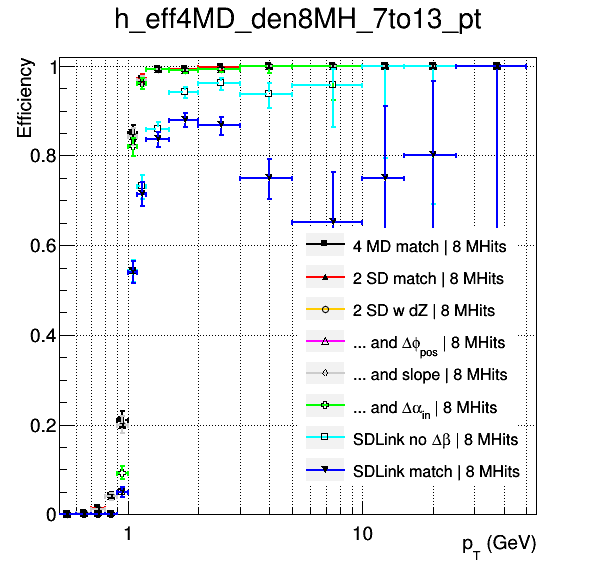 h_eff4MD_den8MH_7to13_pt
Efficiency
1
0.8
0.6
0.4
0.2
0
4 MD match | 8 MHits
2 SD match | 8 MHits
2 SD w dZ | 8 MHits
... and Δϕpos | 8 MHits
... and slope | 8 MHits
... and Δαin | 8 MHits
SDLink no Δβ | 8 MHits
SDLink match | 8 MHits
1 10
pT (GeV)